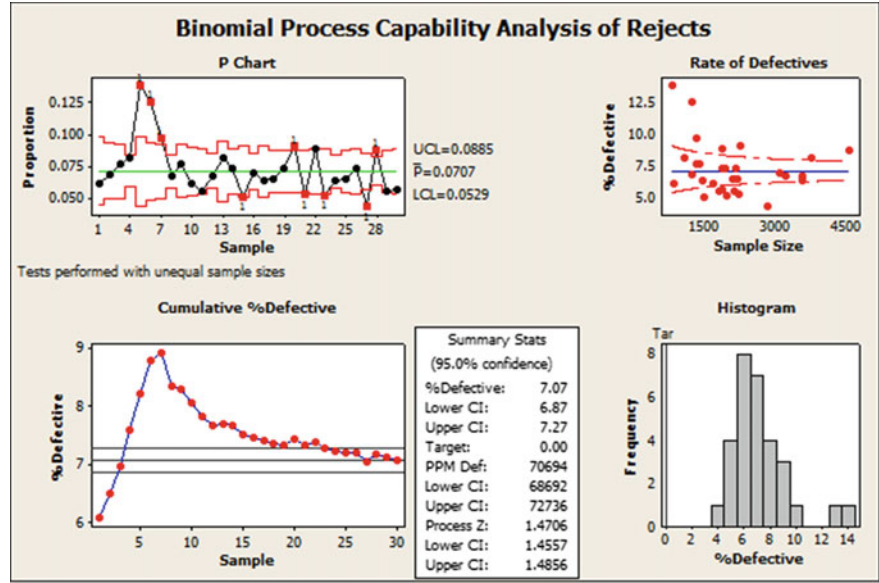 Binomial Process Capability Analysis of Rejects
P Chart
Proportion
0.125
0.100
0.075
0.050
UCL=0.0885
P=0.0707
LCL=0.0529
1 4 7 10 13 16 19 22 25 28
Sample
Tests performed with unequal sample sizes
Rate of Defectives
%Defective
12.5
10.0
7.5
5.0
1500 3000 4500
Sample Size
Cumulative %Defective
%Defective
9
8
7
6
5 10 15 20 25 30
Sample
Summary Stats
(95.0% confidence)
%Defective: 7.07
Lower CI: 6.87
Upper CI: 7.27
Target: 0.00
PPM Def: 70694
Lower CI: 68692
Upper CI: 72736
Process Z: 1.4706
Lower CI: 1.4557
Upper CI: 1.4856
Histogram
Tar
Frequency
8
6
4
2
0
0 2 4 6 8 10 12 14
%Defective